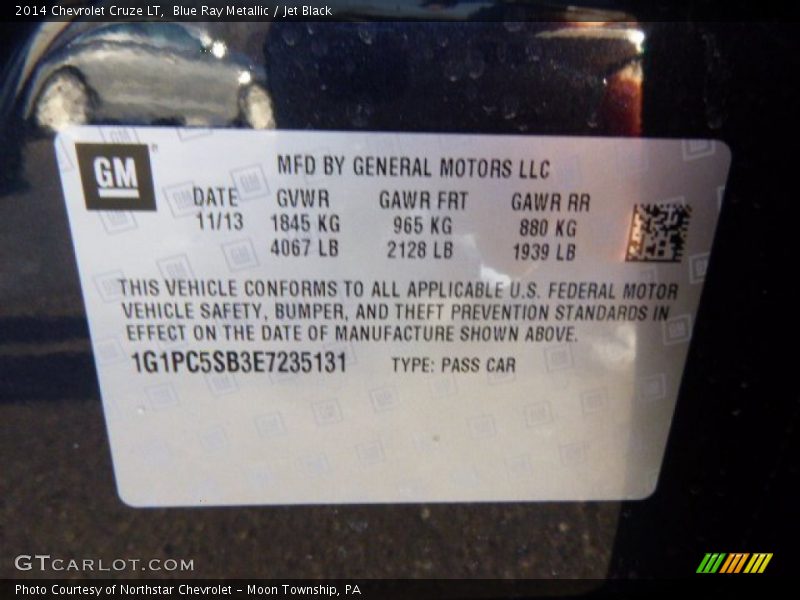 2014 Chevrolet Cruze LT,  Blue Ray Metallic / Jet Black
GM
MFD BY GENERAL MOTORS LLC
DATE GVWR GAWR FRT GAWR RR
11/13 1845 KG 965 KG 880 KG
4067 LB 2128 LB 1939 LB
THIS VEHICLE CONFORMS TO ALL APPLICABLE U.S. FEDERAL MOTOR
VEHICLE SAFETY, BUMPER, AND THEFT PREVENTION STANDARDS IN
EFFECT ON THE DATE OF MANUFACTURE SHOWN ABOVE.
1G1PC5SB3E7235131 TYPE: PASS CAR
GTCARLOT.COM
Photo Courtesy of Northstar Chevrolet - Moon Township, PA